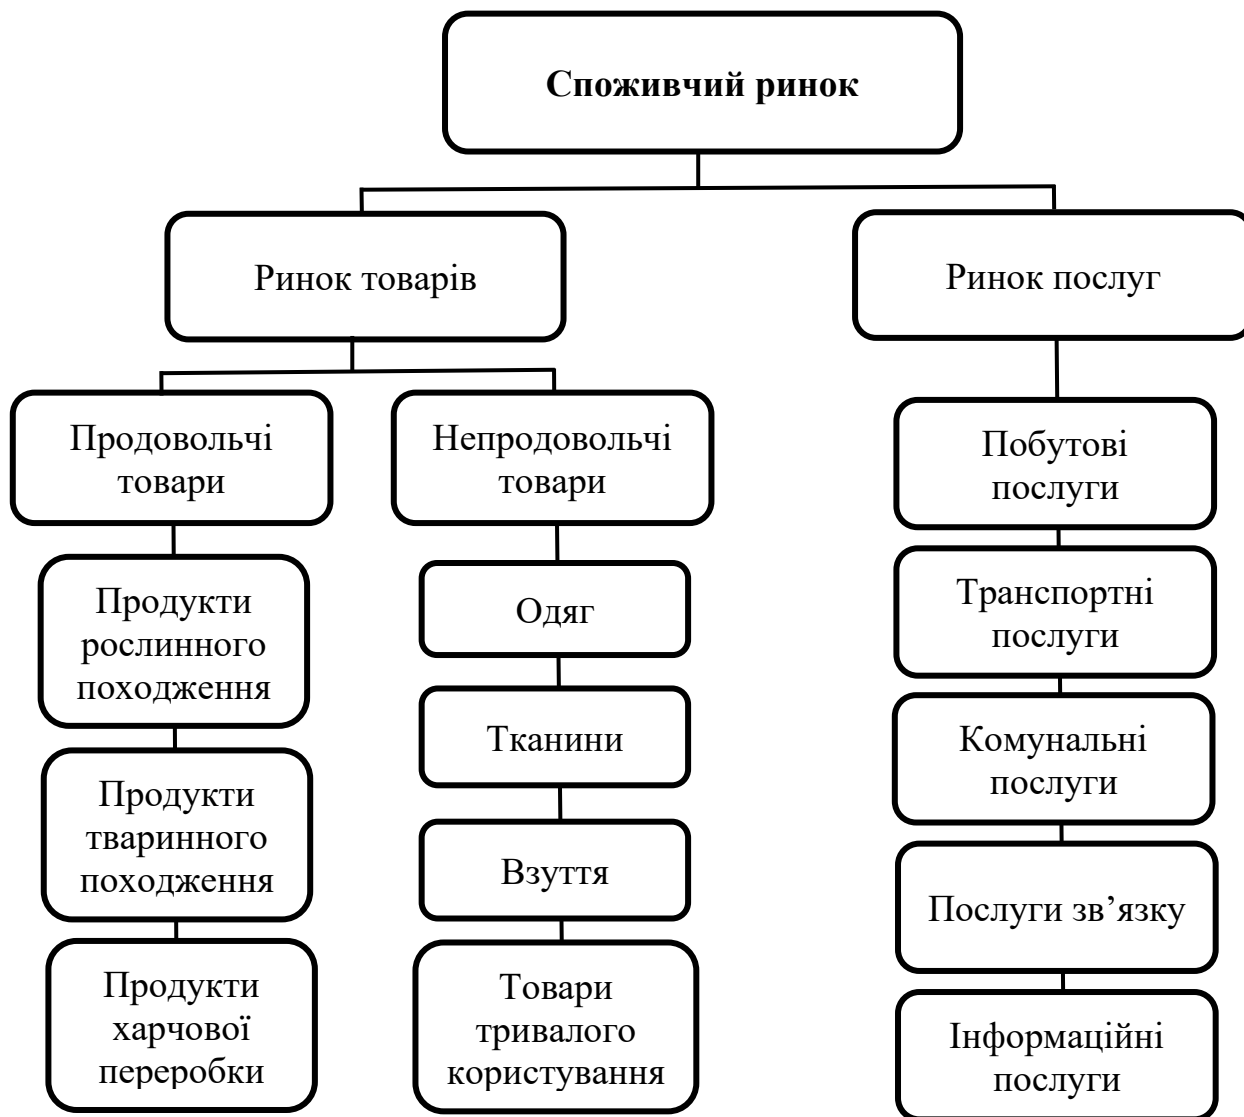 Споживчий ринок
Ринок товарів
Ринок послуг
Продовольчі
товари
Непродовольчі
товари
Побутові
послуги
Продукти
рослинного
походження
Одяг
Транспортні
послуги
Тканини
Комунальні
послуги
Продукти
тваринного
походження
Взуття
Послуги зв’язку
Продукти
харчової
переробки
Товари
тривалого
користування
Інформаційні
послуги